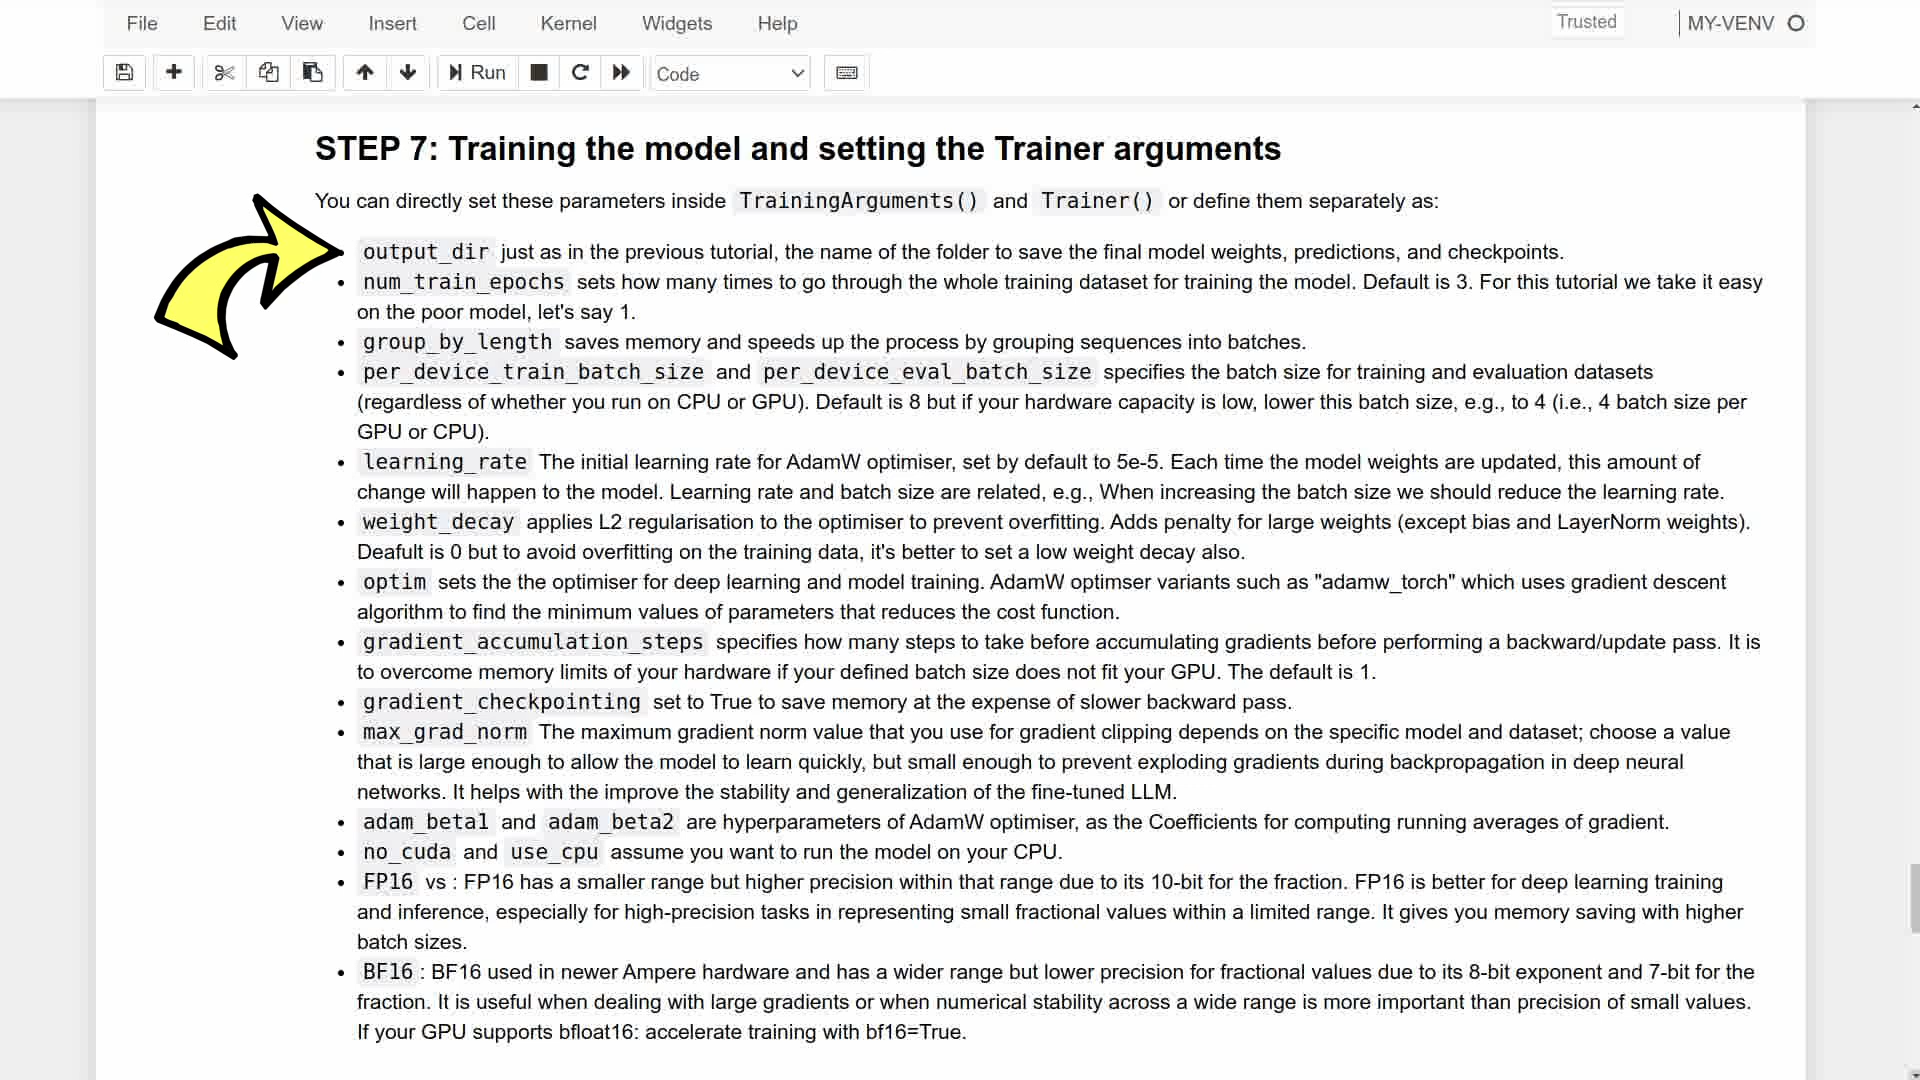 File Edit View Insert Cell Kernel Widgets Help Trusted MY-VENV
Run Code
STEP 7: Training the model and setting the Trainer arguments
You can directly set these parameters inside TrainingArguments() and Trainer() or define them separately as:
• output_dir just as in the previous tutorial, the name of the folder to save the final model weights, predictions, and checkpoints.
• num_train_epochs sets how many times to go through the whole training dataset for training the model. Default is 3. For this tutorial we take it easy
on the poor model, let's say 1.
• group_by_length saves memory and speeds up the process by grouping sequences into batches.
• per_device_train_batch_size and per_device_eval_batch_size specifies the batch size for training and evaluation datasets
(regardless of whether you run on CPU or GPU). Default is 8 but if your hardware capacity is low, lower this batch size, e.g., to 4 (i.e., 4 batch size per
GPU or CPU).
• learning_rate The initial learning rate for AdamW optimiser, set by default to 5e-5. Each time the model weights are updated, this amount of
change will happen to the model. Learning rate and batch size are related, e.g., When increasing the batch size we should reduce the learning rate.
• weight_decay applies L2 regularisation to the optimiser to prevent overfitting. Adds penalty for large weights (except bias and LayerNorm weights).
Deafult is 0 but to avoid overfitting on the training data, it's better to set a low weight decay also.
• optim sets the the optimiser for deep learning and model training. AdamW optimser variants such as "adamw_torch" which uses gradient descent
algorithm to find the minimum values of parameters that reduces the cost function.
• gradient_accumulation_steps specifies how many steps to take before accumulating gradients before performing a backward/update pass. It is
to overcome memory limits of your hardware if your defined batch size does not fit your GPU. The default is 1.
• gradient_checkpointing set to True to save memory at the expense of slower backward pass.
• max_grad_norm The maximum gradient norm value that you use for gradient clipping depends on the specific model and dataset; choose a value
that is large enough to allow the model to learn quickly, but small enough to prevent exploding gradients during backpropagation in deep neural
networks. It helps with the improve the stability and generalization of the fine-tuned LLM.
• adam_beta1 and adam_beta2 are hyperparameters of AdamW optimiser, as the Coefficients for computing running averages of gradient.
• no_cuda and use_cpu assume you want to run the model on your CPU.
• FP16 vs : FP16 has a smaller range but higher precision within that range due to its 10-bit for the fraction. FP16 is better for deep learning training
and inference, especially for high-precision tasks in representing small fractional values within a limited range. It gives you memory saving with higher
batch sizes.
• BF16 : BF16 used in newer Ampere hardware and has a wider range but lower precision for fractional values due to its 8-bit exponent and 7-bit for the
fraction. It is useful when dealing with large gradients or when numerical stability across a wide range is more important than precision of small values.
If your GPU supports bfloat16: accelerate training with bf16=True.